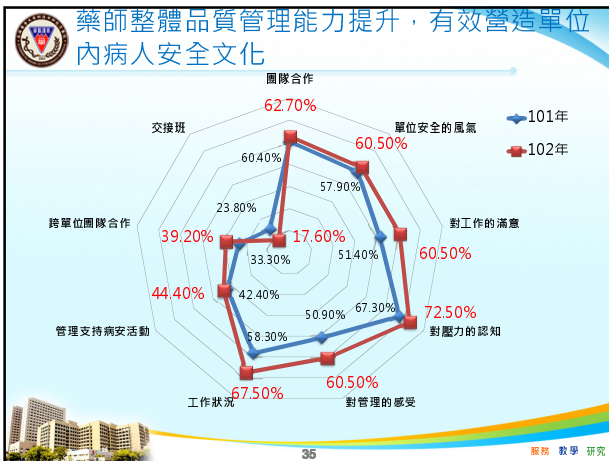 藥師整體品質管理能力提升，有效營造單位
內病人安全文化
團隊合作
62.70%
交接班
單位安全的風氣
60.50%
101年
102年
60.40%
57.90%
23.80%
跨單位團隊合作
39.20%
17.60%
對工作的滿意
33.30%
51.40%
60.50%
44.40%
42.40%
50.90%
67.30%
72.50%
管理支持病安活動
58.30%
對壓力的認知
67.50%
60.50%
工作狀況
對管理的感受
35
服務 教學 研究